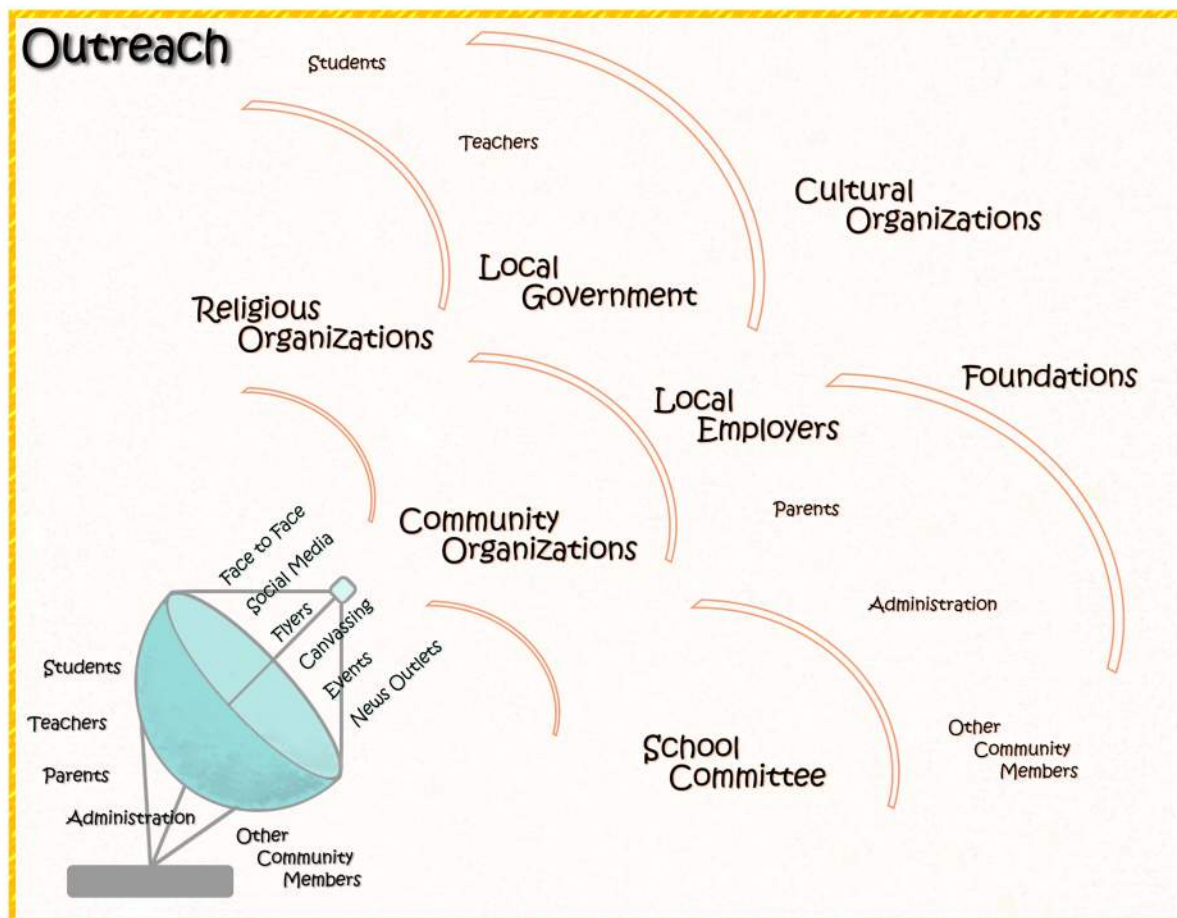 Outreach
Students
Teachers
Cultural
Organizations
Local
Government
Religious
Organizations
Foundations
Local
Employers
Parents
Community
Organizations
Administration
School
Committee
Other
Community
Members
Face to Face
Social Media
Flyers
Canvassing
Events
News Outlets
Students
Teachers
Parents
Administration
Other
Community
Members